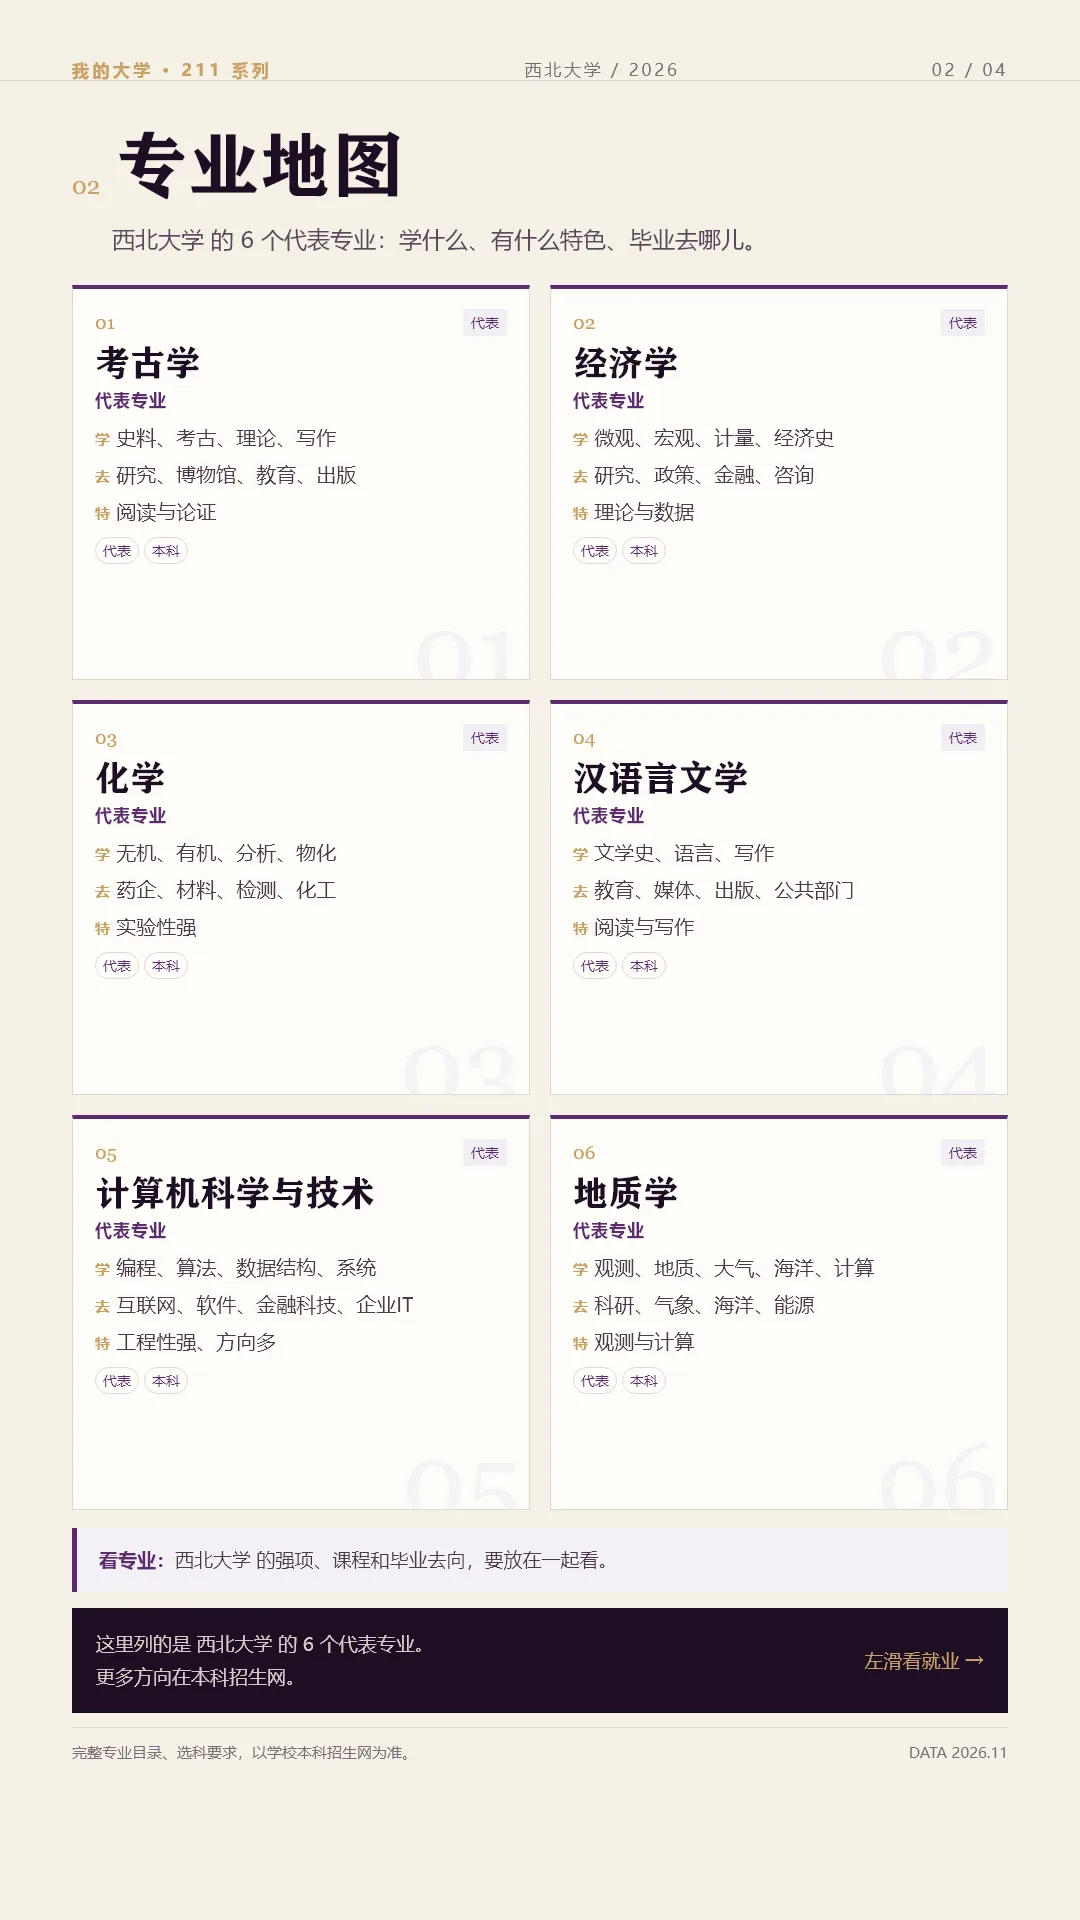 我的大学 · 211 系列
西北大学 / 2026
02 / 04
02 专业地图
西北大学 的 6 个代表专业：学什么、有什么特色、毕业去哪儿。
01
代表
考古学
代表专业
学 史料、考古、理论、写作
去 研究、博物馆、教育、出版
特 阅读与论证
代表 本科
01
02
代表
经济学
代表专业
学 微观、宏观、计量、经济史
去 研究、政策、金融、咨询
特 理论与数据
代表 本科
02
03
代表
化学
代表专业
学 无机、有机、分析、物化
去 药企、材料、检测、化工
特 实验性强
代表 本科
03
04
代表
汉语言文学
代表专业
学 文学史、语言、写作
去 教育、媒体、出版、公共部门
特 阅读与写作
代表 本科
04
05
代表
计算机科学与技术
代表专业
学 编程、算法、数据结构、系统
去 互联网、软件、金融科技、企业IT
特 工程性强、方向多
代表 本科
05
06
代表
地质学
代表专业
学 观测、地质、大气、海洋、计算
去 科研、气象、海洋、能源
特 观测与计算
代表 本科
06
看专业：西北大学 的强项、课程和毕业去向，要放在一起看。
这里列的是 西北大学 的 6 个代表专业。
更多方向在本科招生网。
左滑看就业 →
完整专业目录、选科要求，以学校本科招生网为准。
DATA 2026.11